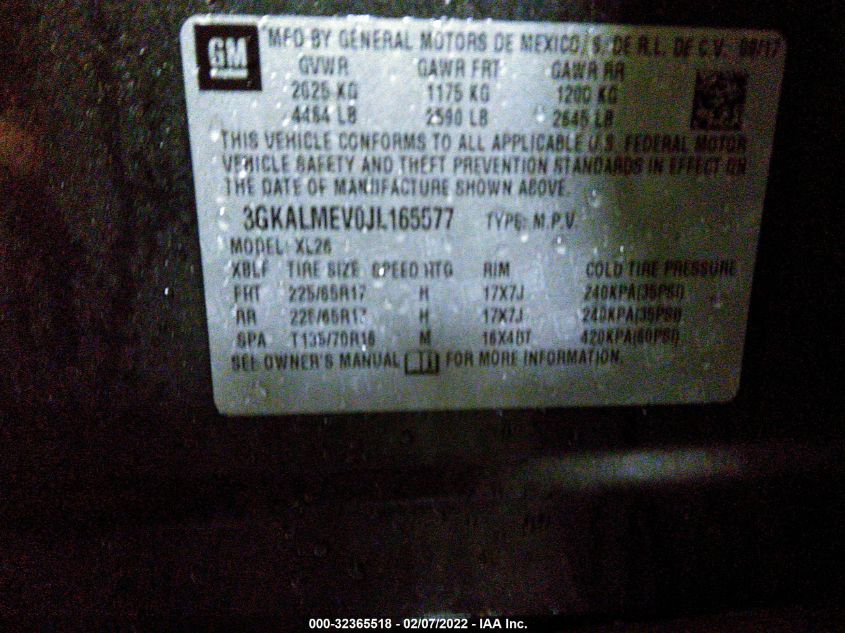 GM
MFD BY GENERAL MOTORS DE MEXICO, S. DE R.L. DE C.V.
GVWR GAWR FRT GAWR RR
2025 KG 1175 KG 1200 KG
4464 LB 2590 LB 2645 LB
THIS VEHICLE CONFORMS TO ALL APPLICABLE U.S. FEDERAL MOTOR
VEHICLE SAFETY AND THEFT PREVENTION STANDARDS IN EFFECT ON
THE DATE OF MANUFACTURE SHOWN ABOVE.
3GKALMEV0JL165577 TYPE: M.P.V.
MODEL: XL26
TIRE SIZE SPEED RTG RIM COLD TIRE PRESSURE
FRT 225/65R17 H 17X7J 240KPA(35PSI)
RR 225/65R17 H 17X7J 240KPA(35PSI)
SPA T135/70R16 M 16X4BT 420KPA(60PSI)
SEE OWNER'S MANUAL FOR MORE INFORMATION.
000-32365518 - 02/07/2022 - IAA Inc.